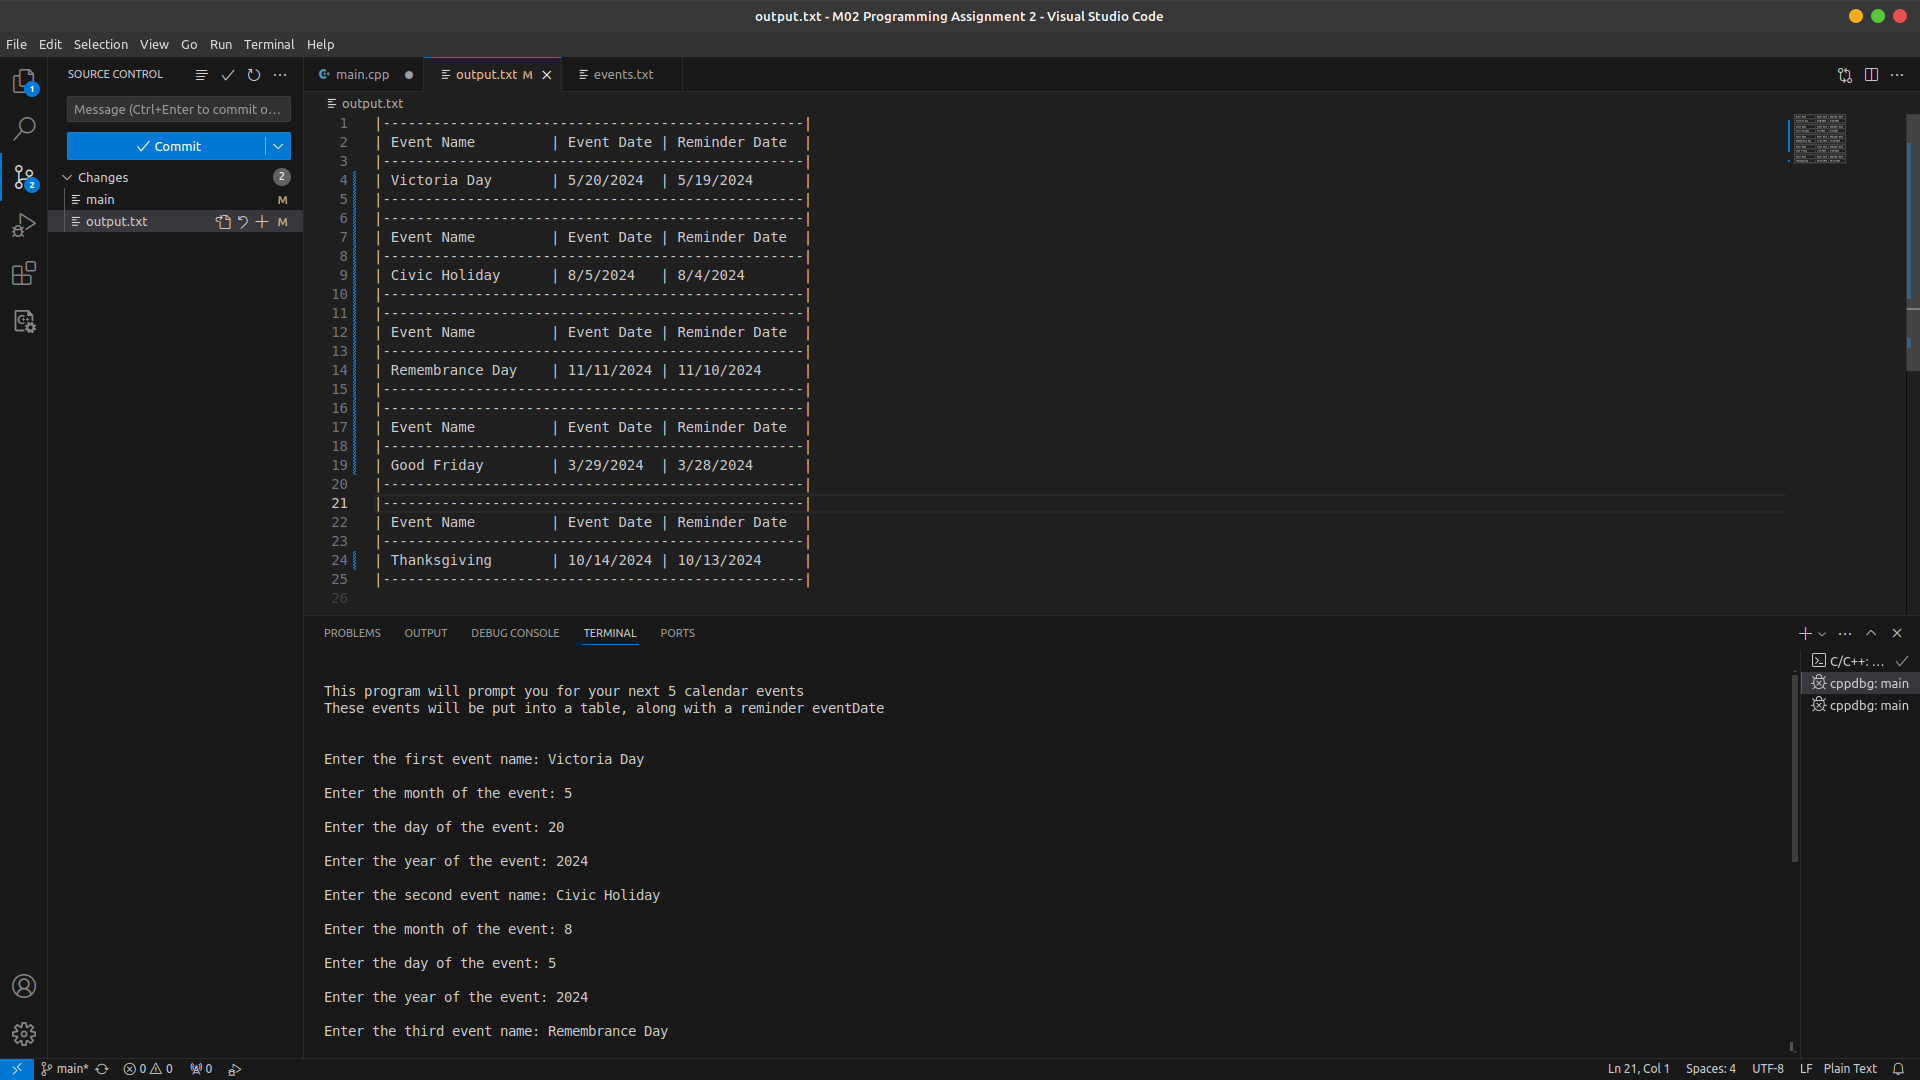 output.txt - M02 Programming Assignment 2 - Visual Studio Code
File Edit Selection View Go Run Terminal Help
SOURCE CONTROL
Message (Ctrl+Enter to commit o...
Commit
Changes 2
main M
output.txt M
1
2
main.cpp output.txt M events.txt
output.txt
1 |--------------------------------------------------|
2 | Event Name         | Event Date | Reminder Date  |
3 |--------------------------------------------------|
4 | Victoria Day       | 5/20/2024  | 5/19/2024      |
5 |--------------------------------------------------|
6 |--------------------------------------------------|
7 | Event Name         | Event Date | Reminder Date  |
8 |--------------------------------------------------|
9 | Civic Holiday      | 8/5/2024   | 8/4/2024       |
10 |--------------------------------------------------|
11 |--------------------------------------------------|
12 | Event Name         | Event Date | Reminder Date  |
13 |--------------------------------------------------|
14 | Remembrance Day    | 11/11/2024 | 11/10/2024     |
15 |--------------------------------------------------|
16 |--------------------------------------------------|
17 | Event Name         | Event Date | Reminder Date  |
18 |--------------------------------------------------|
19 | Good Friday        | 3/29/2024  | 3/28/2024      |
20 |--------------------------------------------------|
21 |--------------------------------------------------|
22 | Event Name         | Event Date | Reminder Date  |
23 |--------------------------------------------------|
24 | Thanksgiving       | 10/14/2024 | 10/13/2024     |
25 |--------------------------------------------------|
26
PROBLEMS OUTPUT DEBUG CONSOLE TERMINAL PORTS
This program will prompt you for your next 5 calendar events
These events will be put into a table, along with a reminder eventDate
Enter the first event name: Victoria Day
Enter the month of the event: 5
Enter the day of the event: 20
Enter the year of the event: 2024
Enter the second event name: Civic Holiday
Enter the month of the event: 8
Enter the day of the event: 5
Enter the year of the event: 2024
Enter the third event name: Remembrance Day
C/C++: ...
cppdbg: main
cppdbg: main
main* 0 0 0
Ln 21, Col 1 Spaces: 4 UTF-8 LF Plain Text